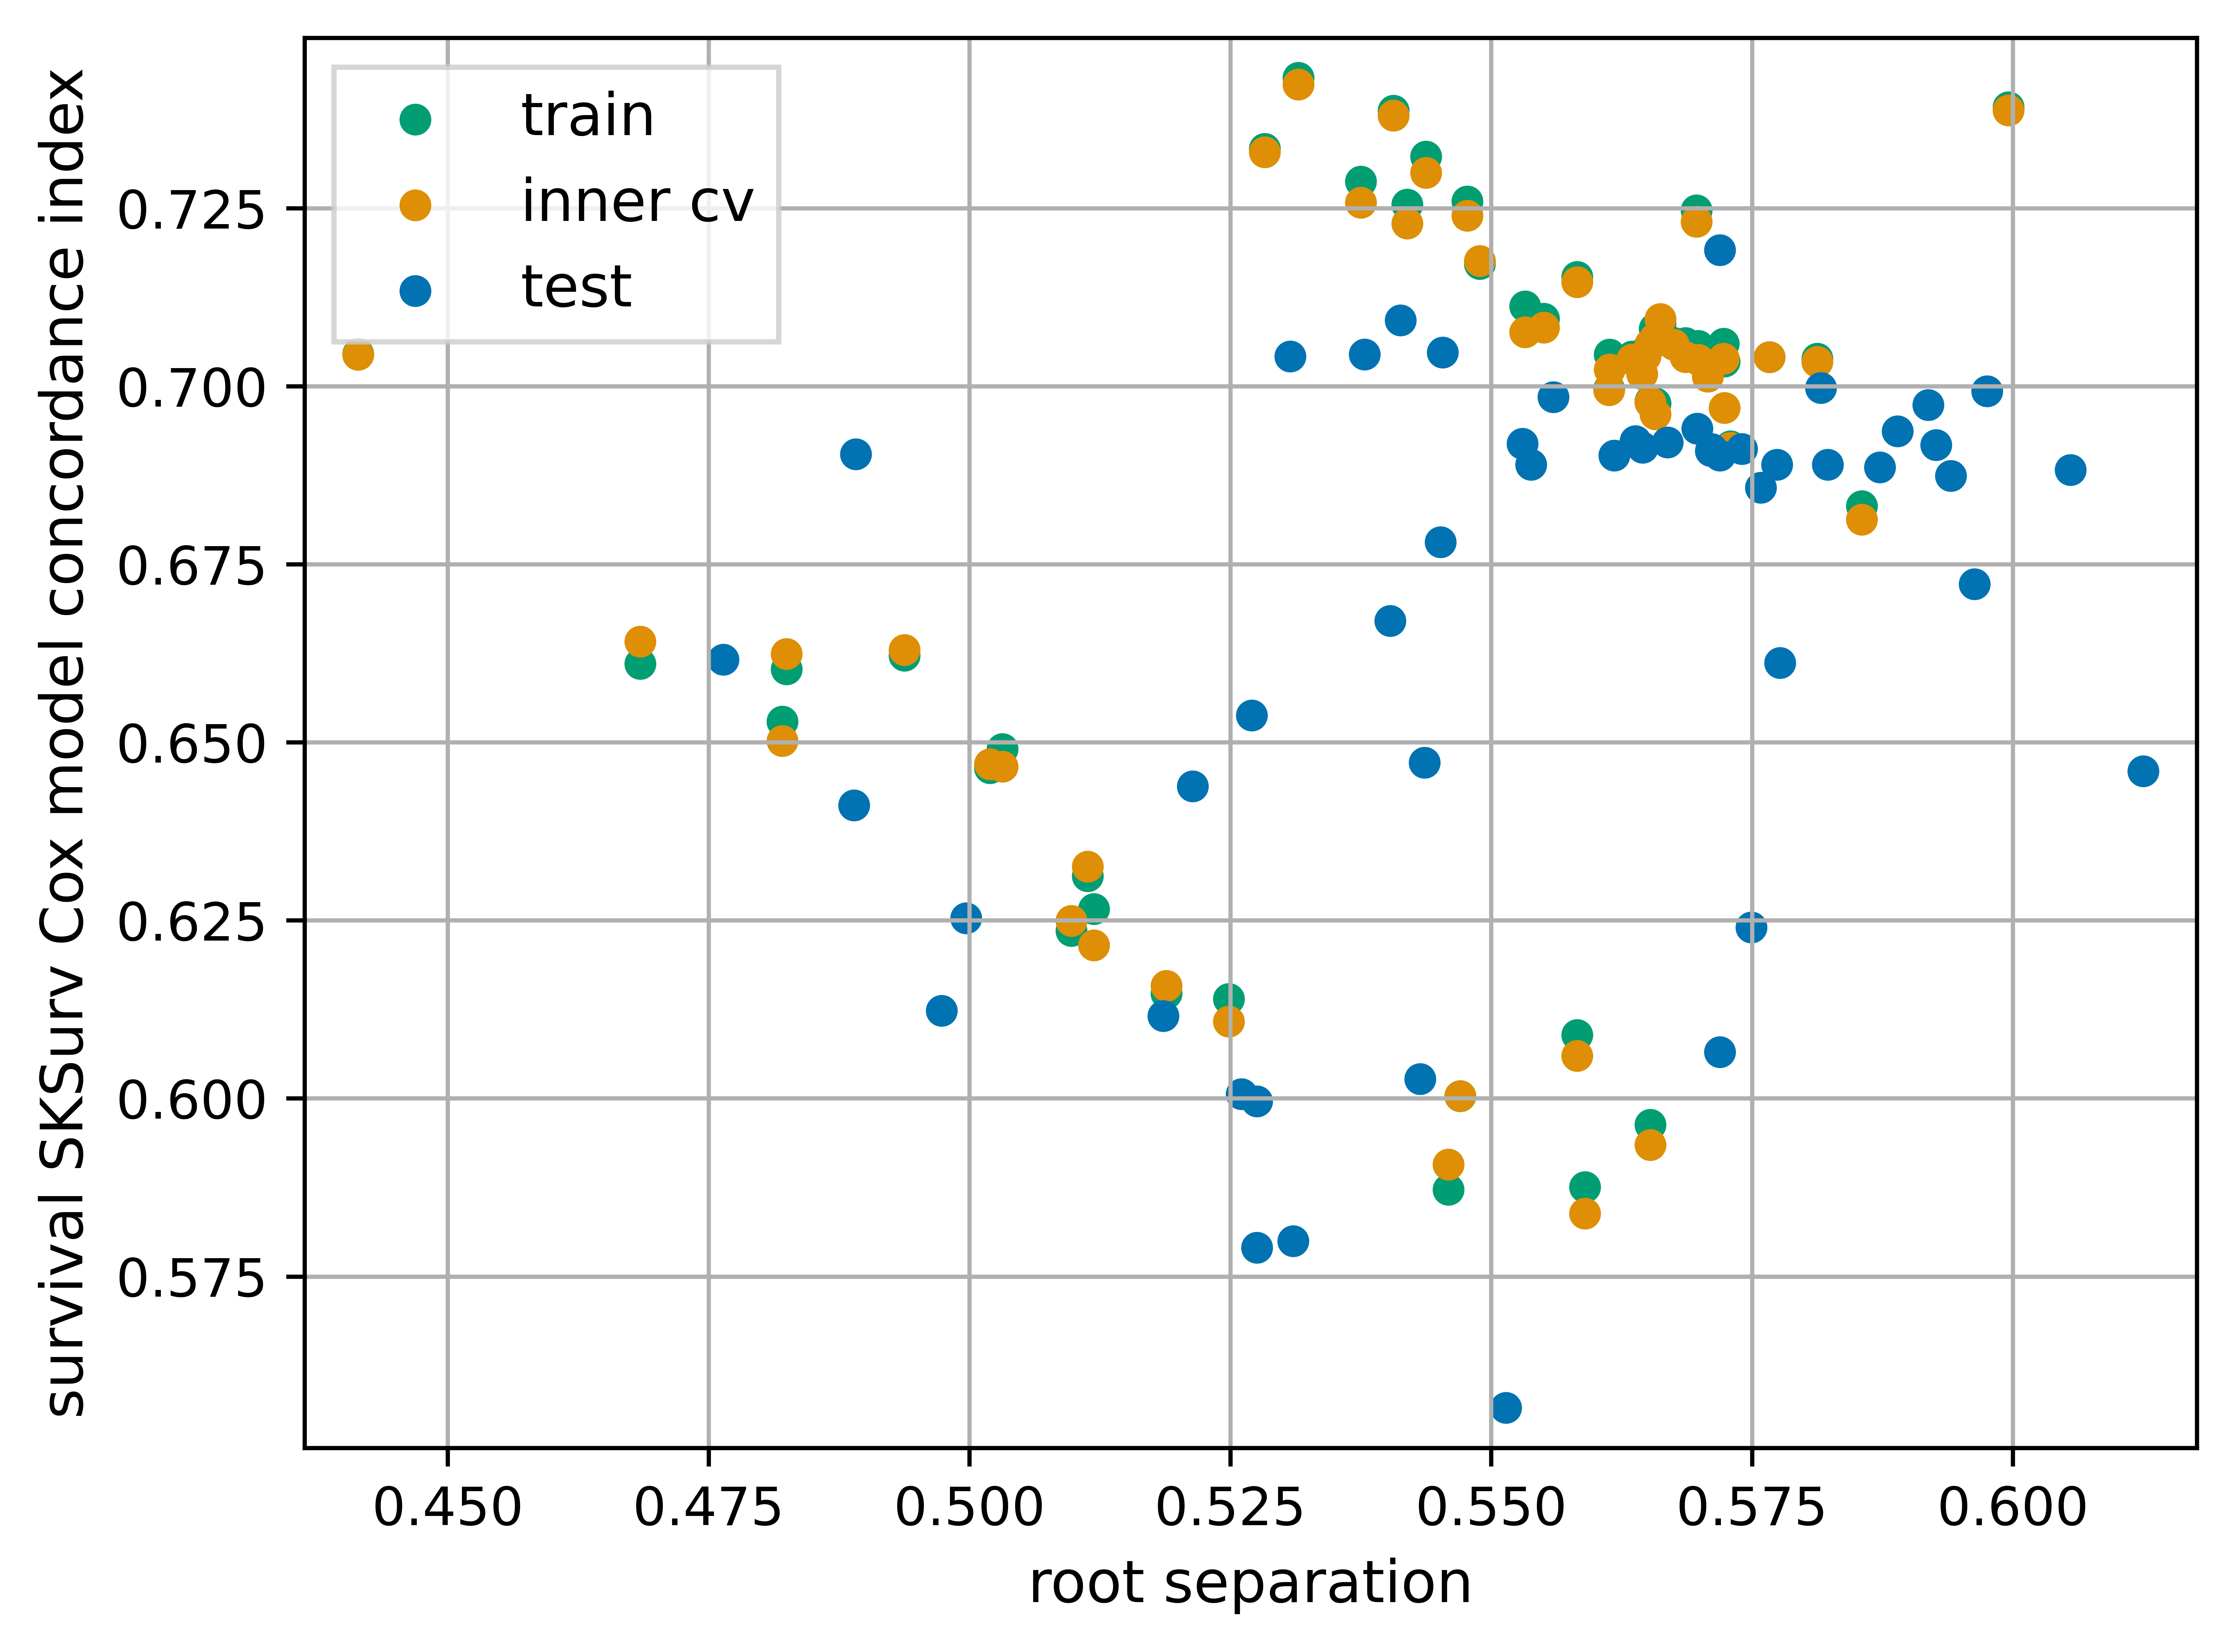 train
inner cv
test
survival SKSurv Cox model concordance index
0.725
0.700
0.675
0.650
0.625
0.600
0.575
0.450 0.475 0.500 0.525 0.550 0.575 0.600
root separation